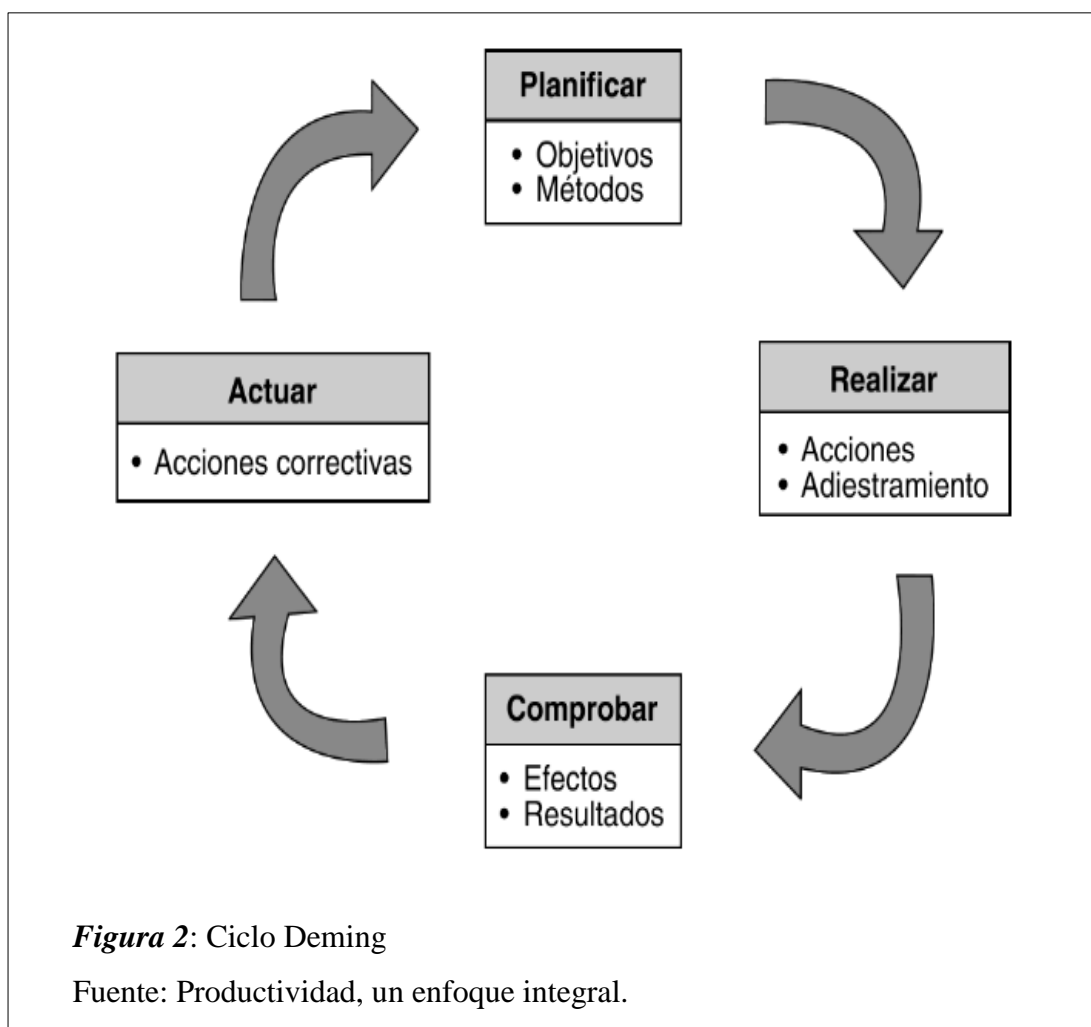 Planificar
• Objetivos
• Métodos
Realizar
• Acciones
• Adiestramiento
Comprobar
• Efectos
• Resultados
Actuar
• Acciones correctivas
Figura 2: Ciclo Deming
Fuente: Productividad, un enfoque integral.